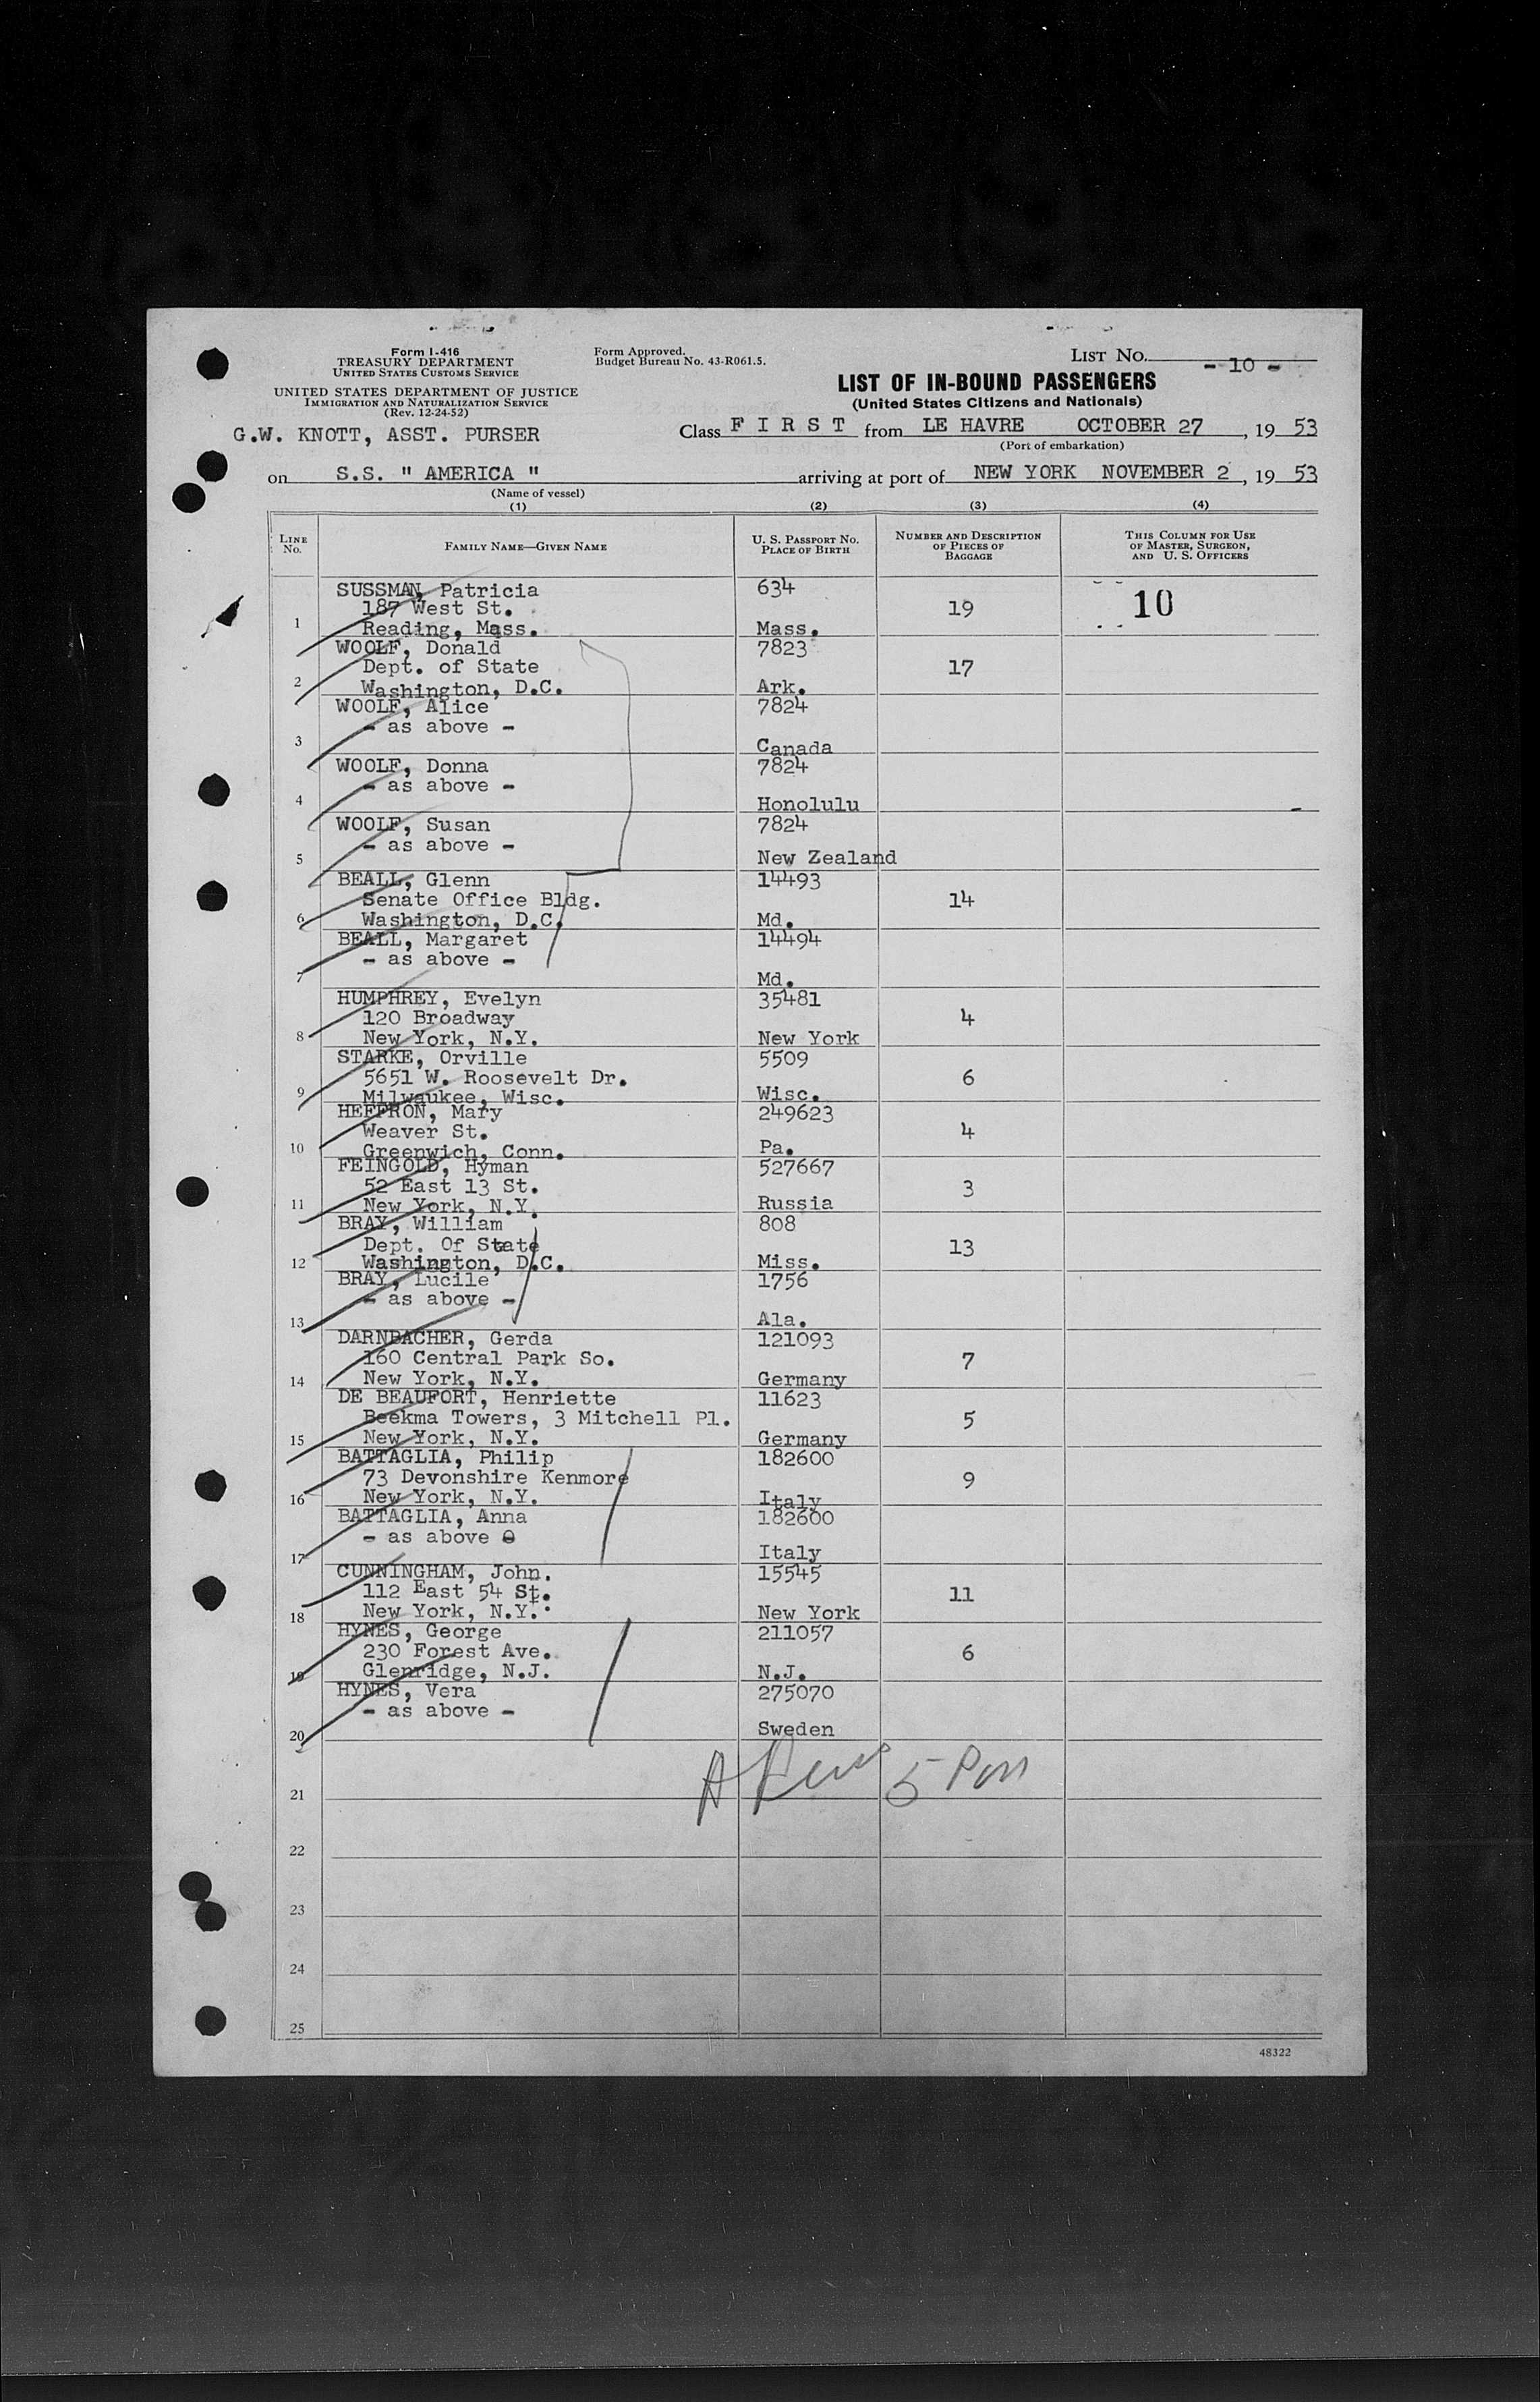 Form I-416
TREASURY DEPARTMENT
UNITED STATES CUSTOMS SERVICE
UNITED STATES DEPARTMENT OF JUSTICE
IMMIGRATION AND NATURALIZATION SERVICE
(Rev. 12-24-52)
Form Approved.
Budget Bureau No. 43-R061.5.
LIST NO. - 10 -
LIST OF IN-BOUND PASSENGERS
(United States Citizens and Nationals)
G.W. KNOTT, ASST. PURSER
Class F I R S T from LE HAVRE OCTOBER 27, 19 53
(Port of embarkation)
on S.S. " AMERICA " arriving at port of NEW YORK NOVEMBER 2, 19 53
(Name of vessel)
(1) (2) (3) (4)
LINE NO. FAMILY NAME—GIVEN NAME U. S. PASSPORT NO. PLACE OF BIRTH NUMBER AND DESCRIPTION OF PIECES OF BAGGAGE THIS COLUMN FOR USE OF MASTER, SURGEON, AND U. S. OFFICERS
SUSSMAN, Patricia 634
187 West St. 19 10
1 Reading, Mass. Mass.
WOOLF, Donald 7823
Dept. of State 17
2 Washington, D.C. Ark.
WOOLF, Alice 7824
- as above -
3 Canada
WOOLF, Donna 7824
- as above -
4 Honolulu
WOOLF, Susan 7824
- as above -
5 New Zealand
BEALL, Glenn 14493
Senate Office Bldg. 14
6 Washington, D.C. Md.
BEALL, Margaret 14494
- as above -
7 Md.
HUMPHREY, Evelyn 35481
120 Broadway 4
8 New York, N.Y. New York
STARKE, Orville 5509
5651 W. Roosevelt Dr. 6
9 Milwaukee, Wisc. Wisc.
HEFFRON, Mary 249623
Weaver St. 4
10 Greenwich, Conn. Pa.
FEINGOLD, Hyman 527667
52 East 13 St. 3
11 New York, N.Y. Russia
BRAY, William 808
Dept. Of State 13
12 Washington, D.C. Miss.
BRAY, Lucile 1756
- as above -
13 Ala.
DARNBACHER, Gerda 121093
160 Central Park So. 7
14 New York, N.Y. Germany
DE BEAUFORT, Henriette 11623
Beekma Towers, 3 Mitchell Pl. 5
15 New York, N.Y. Germany
BATTAGLIA, Philip 182600
73 Devonshire Kenmore 9
16 New York, N.Y. Italy
BATTAGLIA, Anna 182600
- as above -
17 Italy
CUNNINGHAM, John. 15545
112 East 54 St. 11
18 New York, N.Y. New York
HYNES, George 211057
230 Forest Ave. 6
19 Glenridge, N.J. N.J.
HYNES, Vera 275070
- as above -
20 Sweden
21 5
22
23
24
25
48322